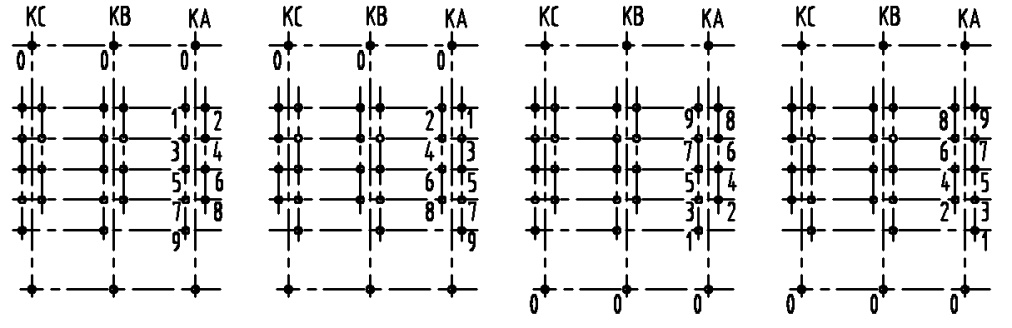 KC KB KA KC KB KA KC KB KA KC KB KA
0 0 0 0 0 0
1 2 2 1 9 8 8 9
3 4 4 3 7 6 6 7
5 6 6 5 5 4 4 5
7 8 8 7 3 2 2 3
9 9 1 1
0 0 0 0 0 0